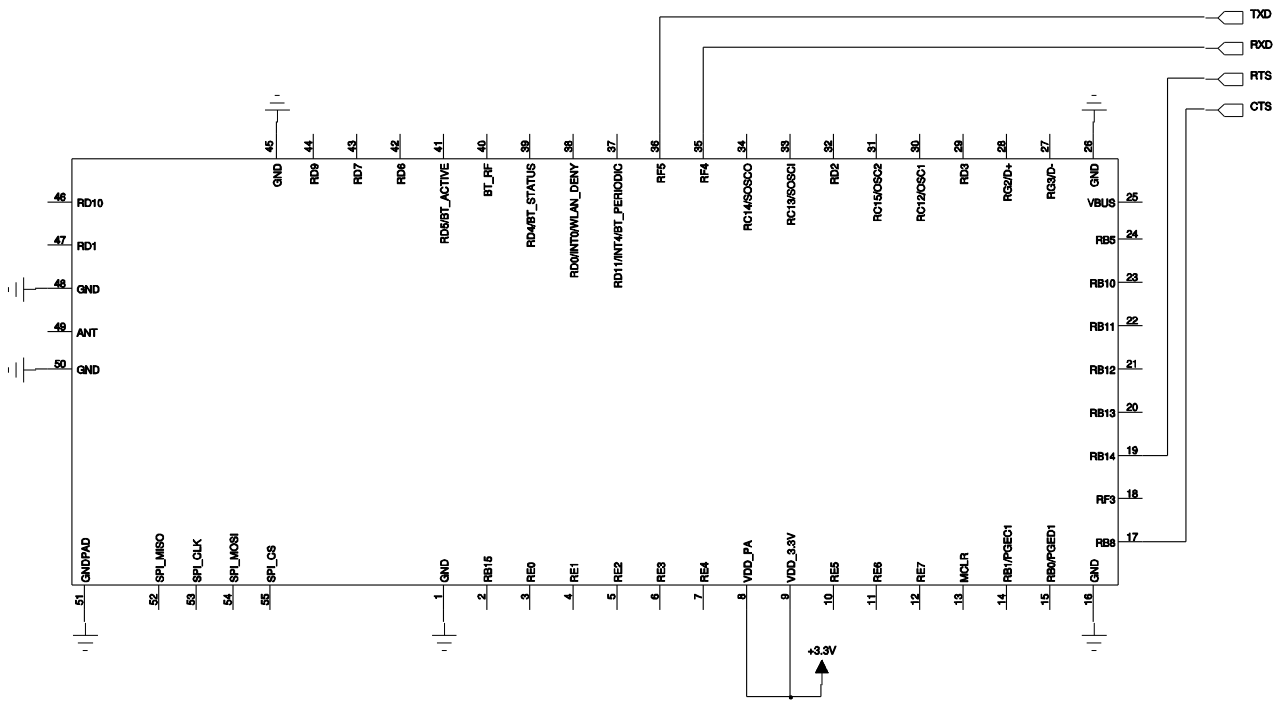 TXD
RXD
RTS
CTS
45
44
43
42
41
40
39
38
37
36
35
34
33
32
31
30
29
28
27
26
GND
RD9
RD7
RD6
RD5/BT_ACTIVE
BT_RF
RD4/BT_STATUS
RD0/INT0/WLAN_DENY
RD11/INT4/BT_PERIODIC
RF5
RF4
RC14/SOSCO
RC13/SOSCI
RD2
RC15/OSC2
RC12/OSC1
RD3
RG2/D+
RG3/D-
GND
46 RD10
47 RD1
48 GND
49 ANT
50 GND
VBUS 25
RB5 24
RB10 23
RB11 22
RB12 21
RB13 20
RB14 19
RF3 18
RB8 17
GNDPAD
SPI_MISO
SPI_CLK
SPI_MOSI
SPI_CS
GND
RB15
RE0
RE1
RE2
RE3
RE4
VDD_PA
VDD_3.3V
RE5
RE6
RE7
MCLR
RB1/PGEC1
RB0/PGED1
GND
51
52
53
54
55
1
2
3
4
5
6
7
8
9
10
11
12
13
14
15
16
+3.3V